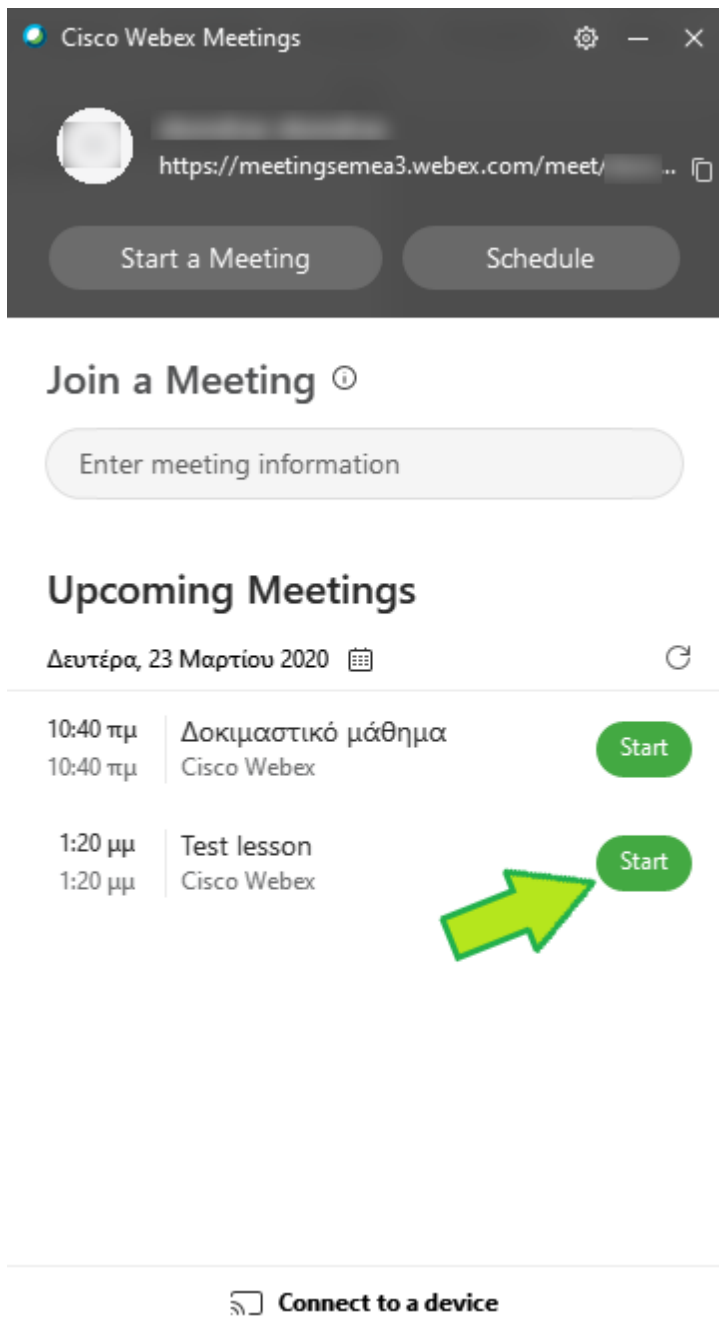 Cisco Webex Meetings
https://meetingsemea3.webex.com/meet/ ..
Start a Meeting
Schedule
Join a Meeting
Enter meeting information
Upcoming Meetings
Δευτέρα, 23 Μαρτίου 2020
10:40 πμ Δοκιμαστικό μάθημα Start
10:40 πμ Cisco Webex
1:20 μμ Test lesson Start
1:20 μμ Cisco Webex
Connect to a device